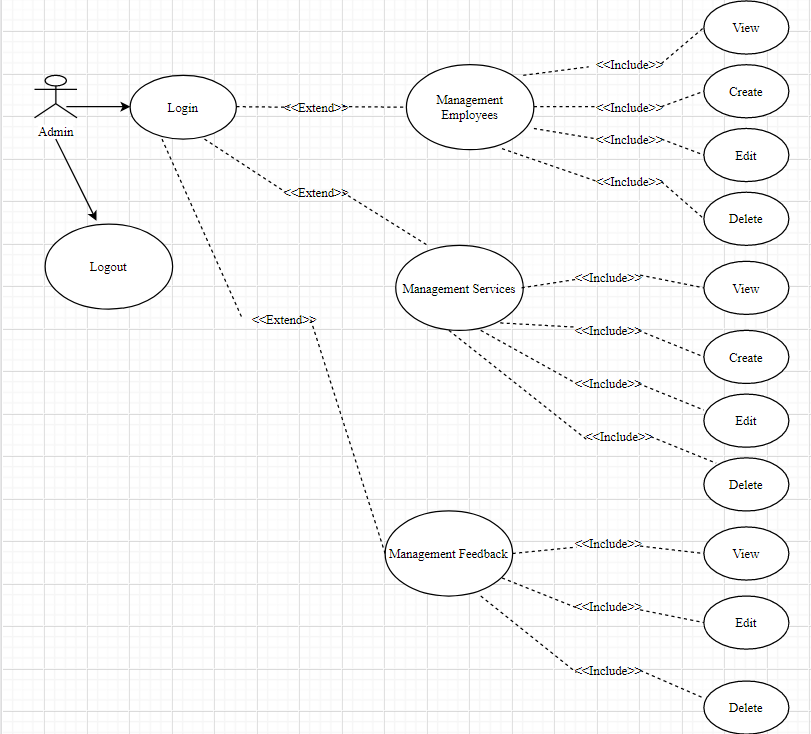 View
<<Include>>
Create
Login
<<Extend>>
Management
Employees
<<Include>>
Admin
<<Include>>
Edit
<<Include>>
<<Extend>>
Delete
Logout
Management Services
<<Include>>
View
<<Extend>>
<<Include>>
Create
<<Include>>
Edit
<<Include>>
Delete
Management Feedback
<<Include>>
View
<<Include>>
Edit
<<Include>>
Delete